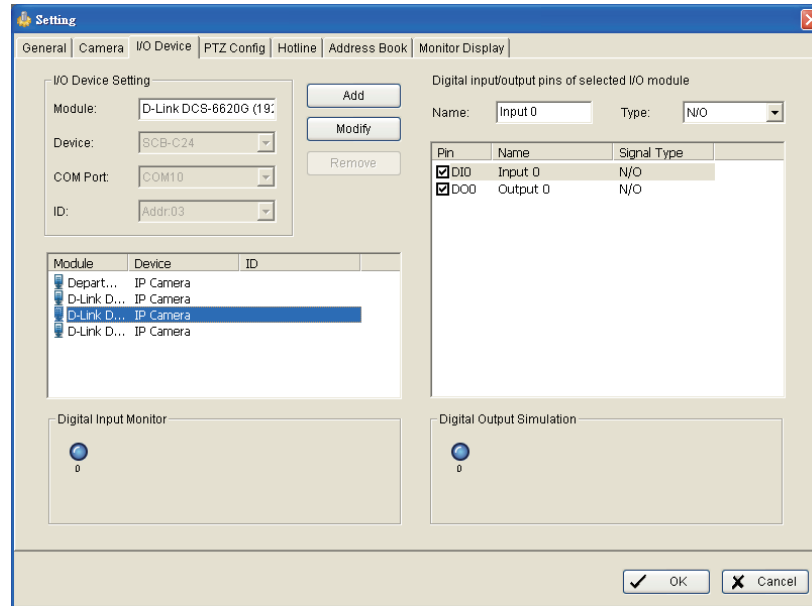 Setting
General Camera I/O Device PTZ Config Hotline Address Book Monitor Display
I/O Device Setting
Module: D-Link DCS-6620G (192
Device: SCB-C24
COM Port: COM10
ID: Addr:03
Add
Modify
Remove
Digital input/output pins of selected I/O module
Name: Input 0 Type: N/O
Pin Name Signal Type
DI0 Input 0 N/O
DO0 Output 0 N/O
Module Device ID
Depart... IP Camera
D-Link D... IP Camera
D-Link D... IP Camera
D-Link D... IP Camera
Digital Input Monitor
0
Digital Output Simulation
0
OK Cancel